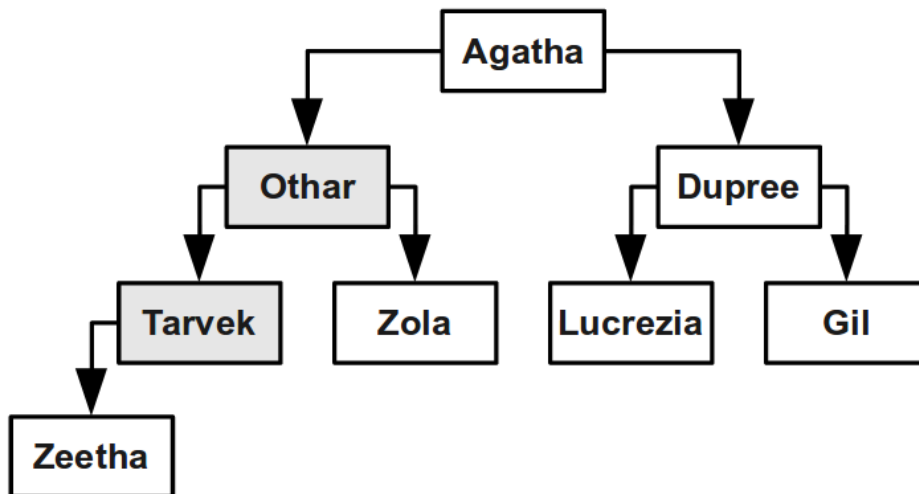 Agatha
Othar
Dupree
Tarvek
Zola
Lucrezia
Gil
Zeetha